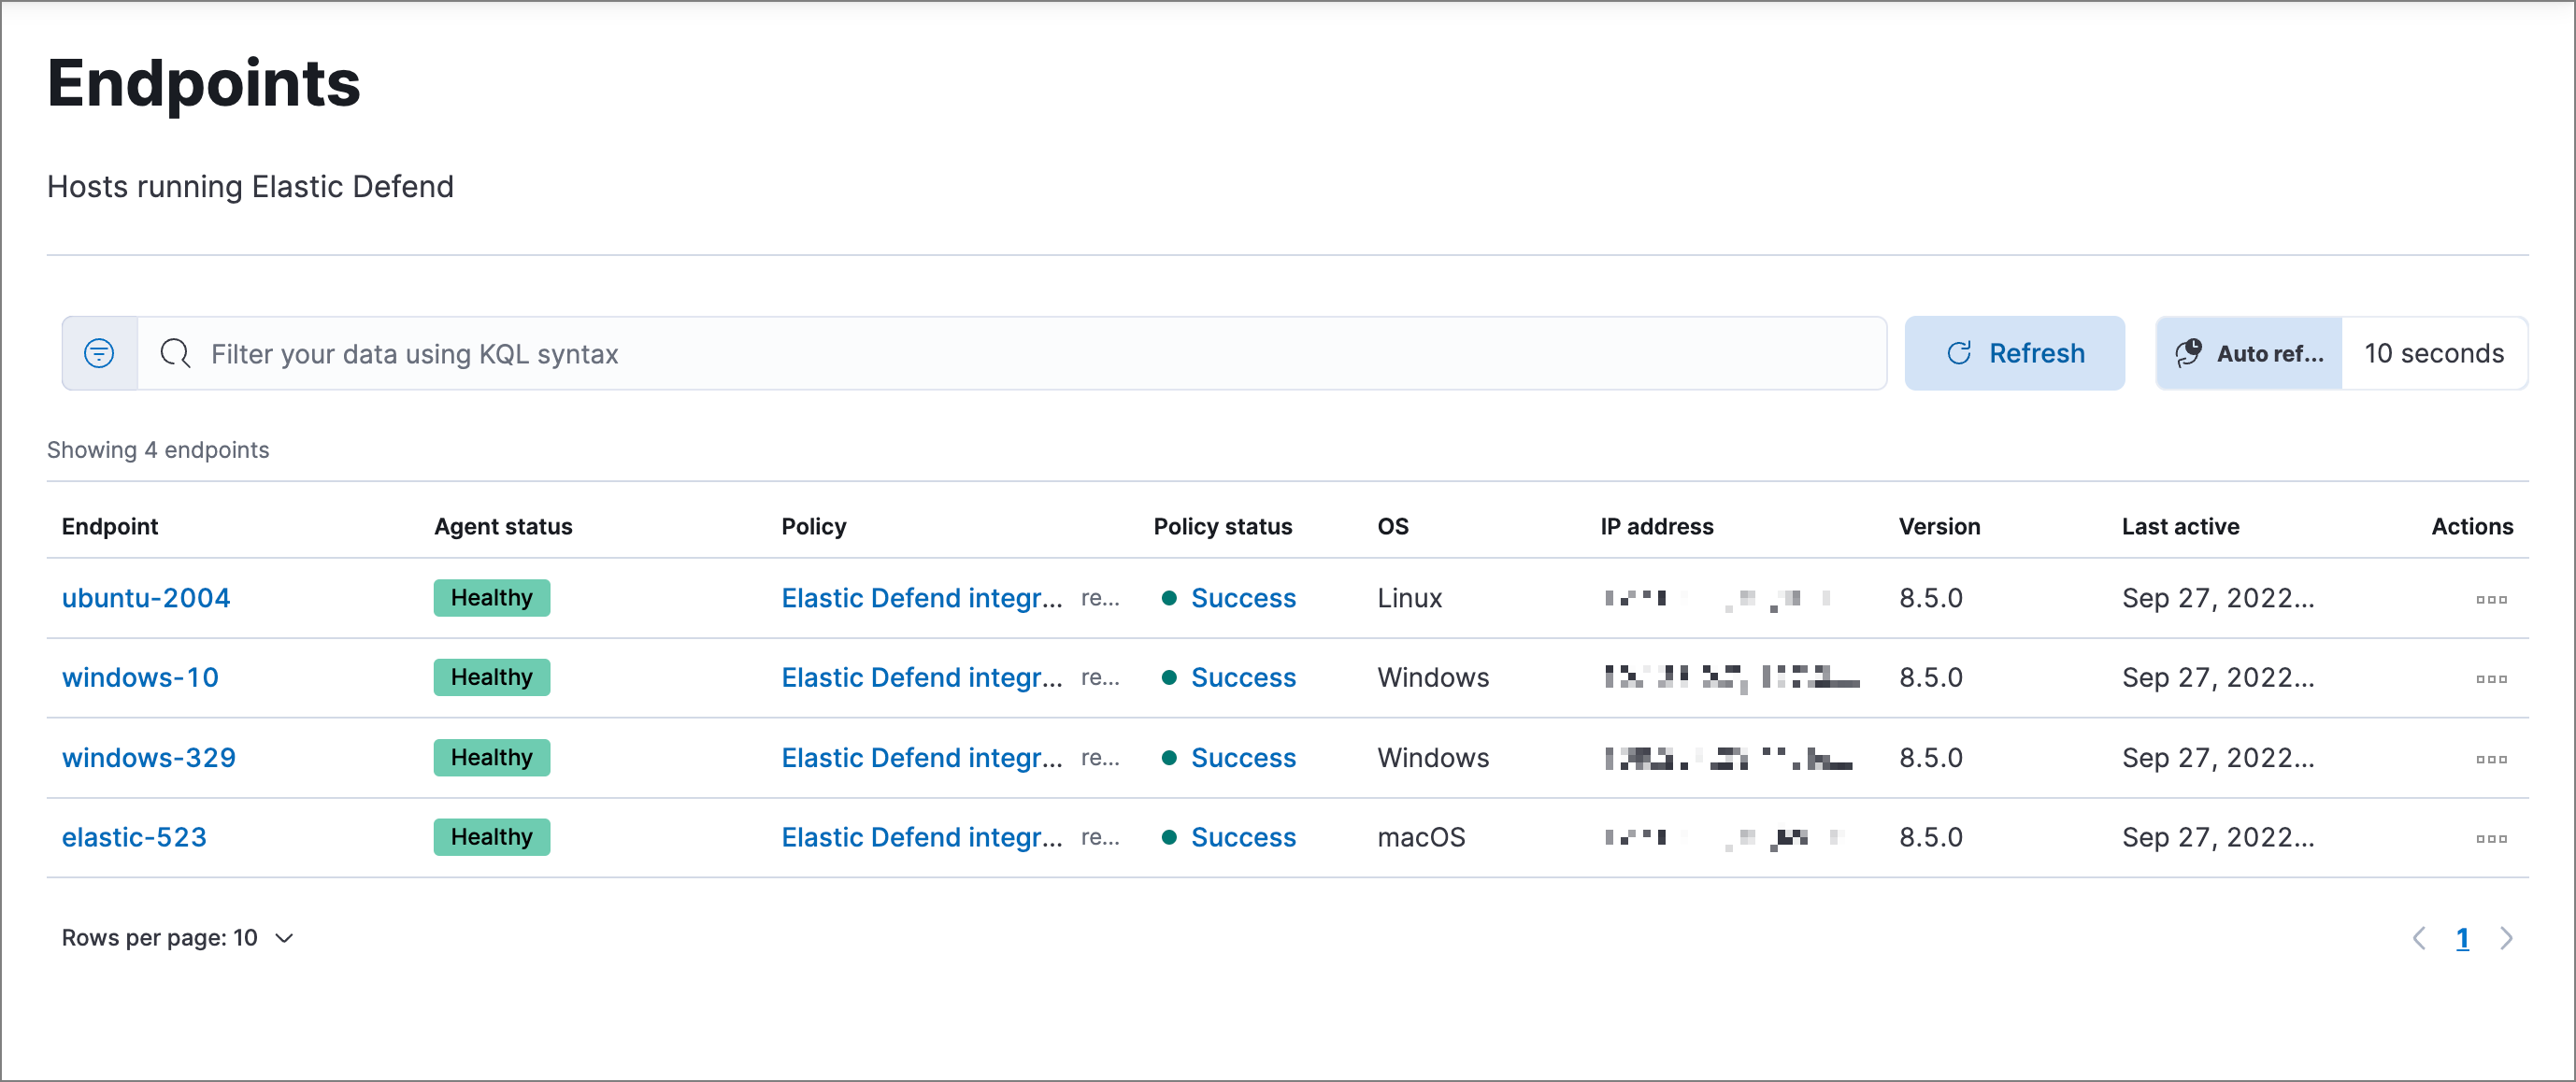 Endpoints
Hosts running Elastic Defend
Filter your data using KQL syntax
Refresh
Auto ref...
10 seconds
Showing 4 endpoints
Endpoint Agent status Policy Policy status OS IP address Version Last active Actions
ubuntu-2004 Healthy Elastic Defend integr... re... Success Linux 8.5.0 Sep 27, 2022...
windows-10 Healthy Elastic Defend integr... re... Success Windows 8.5.0 Sep 27, 2022...
windows-329 Healthy Elastic Defend integr... re... Success Windows 8.5.0 Sep 27, 2022...
elastic-523 Healthy Elastic Defend integr... re... Success macOS 8.5.0 Sep 27, 2022...
Rows per page: 10
1